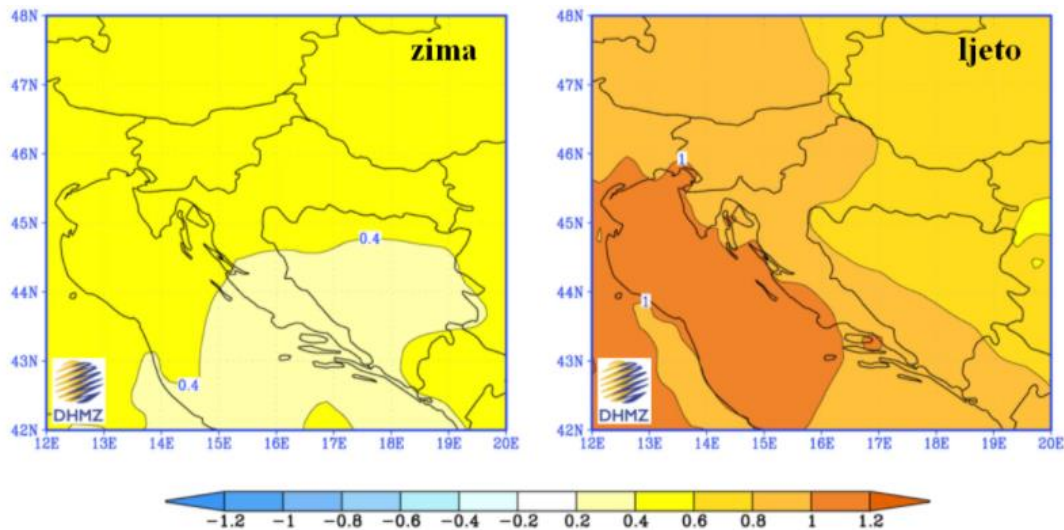 zima
ljeto
48N
47N
46N
45N
44N
43N
42N
0.4
0.4
DHMZ
12E 13E 14E 15E 16E 17E 18E 19E 20E
48N
47N
46N
45N
44N
43N
42N
1
1
DHMZ
12E 13E 14E 15E 16E 17E 18E 19E 20E
-1.2 -1 -0.8 -0.6 -0.4 -0.2 0.2 0.4 0.6 0.8 1 1.2